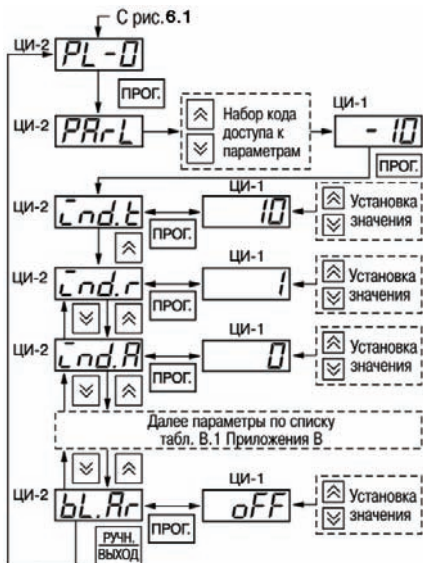 С рис.6.1
ЦИ-2 PL-0
ПРОГ.
ЦИ-2 PArL
Набор кода доступа к параметрам
ЦИ-1
-10
ПРОГ.
ЦИ-1
ЦИ-2 ind.t ПРОГ. 10 Установка значения
ЦИ-1
ЦИ-2 ind.r ПРОГ. 1 Установка значения
ЦИ-1
ЦИ-2 ind.A ПРОГ. 0 Установка значения
Далее параметры по списку
табл. В.1 Приложения В
ЦИ-1
ЦИ-2 bL.Ar ПРОГ. oFF Установка значения
РУЧН.
ВЫХОД